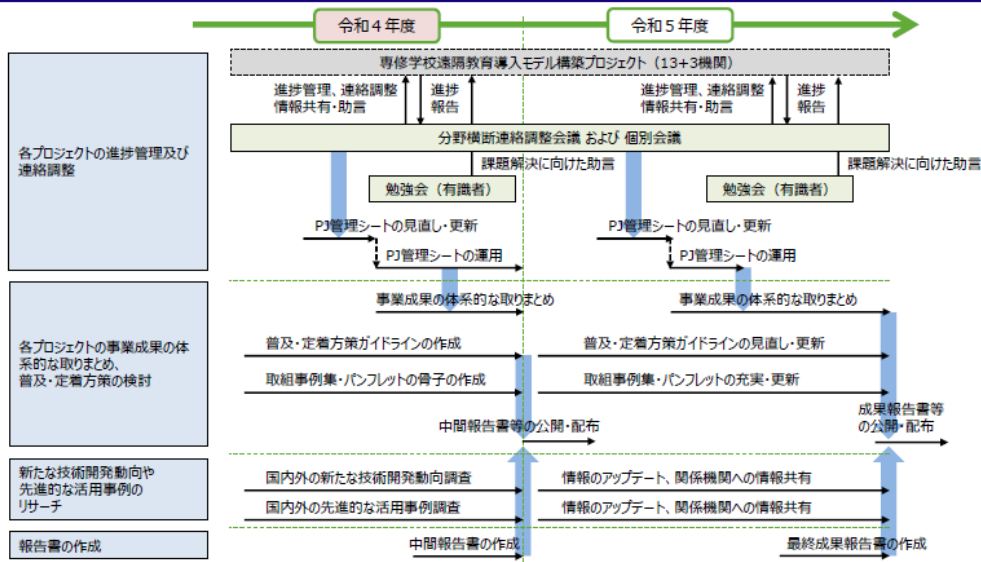 令和４年度
令和５年度
専修学校遠隔教育導入モデル構築プロジェクト（13+3機関）
進捗管理、連絡調整
情報共有・助言
進捗
報告
進捗管理、連絡調整
情報共有・助言
進捗
報告
分野横断連絡調整会議 および 個別会議
各プロジェクトの進捗管理及び
連絡調整
課題解決に向けた助言
課題解決に向けた助言
勉強会（有識者）
勉強会（有識者）
PJ管理シートの見直し・更新
PJ管理シートの見直し・更新
PJ管理シートの運用
PJ管理シートの運用
各プロジェクトの事業成果の体
系的な取りまとめ、
普及・定着方策の検討
事業成果の体系的な取りまとめ
事業成果の体系的な取りまとめ
普及・定着方策ガイドラインの作成
普及・定着方策ガイドラインの見直し・更新
取組事例集・パンフレットの骨子の作成
取組事例集・パンフレットの充実・更新
中間報告書等の公開・配布
成果報告書等
の公開・配布
新たな技術開発動向や
先進的な活用事例の
リサーチ
国内外の新たな技術開発動向調査
情報のアップデート、関係機関への情報共有
国内外の先進的な活用事例調査
情報のアップデート、関係機関への情報共有
報告書の作成
中間報告書の作成
最終成果報告書の作成